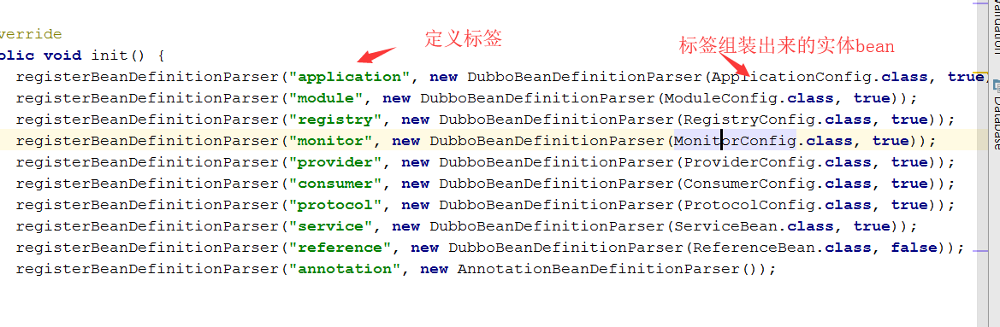 定义标签
标签组装出来的实体bean
verride
blic void init() {
registerBeanDefinitionParser("application", new DubboBeanDefinitionParser(ApplicationConfig.class, true
registerBeanDefinitionParser("module", new DubboBeanDefinitionParser(ModuleConfig.class, true));
registerBeanDefinitionParser("registry", new DubboBeanDefinitionParser(RegistryConfig.class, true));
registerBeanDefinitionParser("monitor", new DubboBeanDefinitionParser(MonitorConfig.class, true));
registerBeanDefinitionParser("provider", new DubboBeanDefinitionParser(ProviderConfig.class, true));
registerBeanDefinitionParser("consumer", new DubboBeanDefinitionParser(ConsumerConfig.class, true));
registerBeanDefinitionParser("protocol", new DubboBeanDefinitionParser(ProtocolConfig.class, true));
registerBeanDefinitionParser("service", new DubboBeanDefinitionParser(ServiceBean.class, true));
registerBeanDefinitionParser("reference", new DubboBeanDefinitionParser(ReferenceBean.class, false));
registerBeanDefinitionParser("annotation", new AnnotationBeanDefinitionParser());
Database